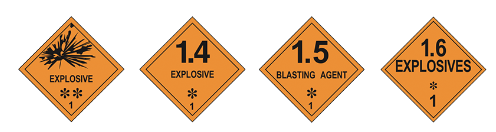 EXPLOSIVE
**
1
1.4
EXPLOSIVE
*
1
1.5
BLASTING AGENT
*
1
1.6
EXPLOSIVES
*
1